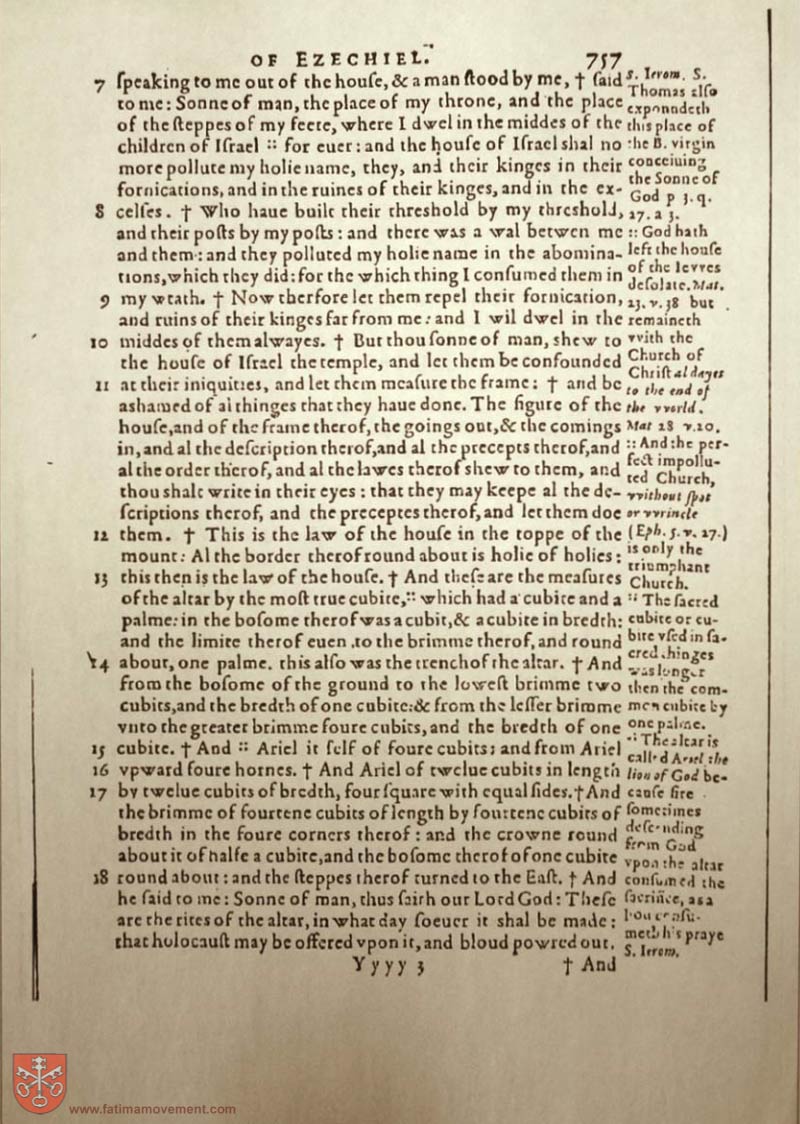 OF EZECHIEL.
757
7 ſpeaking to me out of the houſe, & a man ſtood by me, † ſaid
to me: Sonne of man, the place of my throne, and the place
of the ſteppes of my feete, where I dwel in the middes of the
children of Iſrael :: for euer: and the houſe of Iſrael shal no
more pollute my holie name, they, and their kinges in their
fornications, and in the ruines of their kinges, and in the ex-
8 celſes. † Who haue built their threshold by my threshold,
and their poſts by my poſts: and there was a wal betwen me
and them: and they polluted my holie name in the abomina-
tions, which they did: for the which thing I conſumed them in
9 my wrath. † Now therfore let them repel their fornication,
and ruins of their kinges far from me: and I wil dwel in the
10 middes of them alwayes. † But thou ſonne of man, shew to
the houſe of Iſrael the temple, and let them be confounded
11 at their iniquities, and let them meaſure the frame: † and be
ashamed of al thinges that they haue done. The figure of the
houſe, and of the frame therof, the goings out, & the comings
in, and al the deſcription therof, and al the precepts therof, and
al the order therof, and al the lawes therof shew to them, and
thou shalt write in their eyes: that they may keepe al the de-
ſcriptions therof, and the preceptes therof, and let them doe
12 them. † This is the law of the houſe in the toppe of the
mount: Al the border therof round about is holie of holies:
13 this then is the law of the houſe. † And theſe are the meaſures
of the altar by the moſt true cubite, :: which had a cubite and a
palme: in the boſome therof was a cubit, & a cubite in bredth:
and the limite therof euen to the brimme therof, and round
14 about, one palme. this alſo was the trench of the altar. † And
from the boſome of the ground to the loweſt brimme two
cubits, and the bredth of one cubite: & from the leſſer brimme
vnto the greater brimme foure cubits, and the bredth of one
15 cubite. † And :: Ariel it ſelf of foure cubits: and from Ariel
16 vpward foure hornes. † And Ariel of twelue cubits in length
17 by twelue cubits of bredth, fourſquare with equal ſides. † And
the brimme of fourtene cubits of length by fourtene cubits of
bredth in the foure corners therof: and the crowne round
about it of halfe a cubite, and the boſome therof of one cubite
18 round about: and the ſteppes therof turned to the Eaſt. † And
he ſaid to me: Sonne of man, thus ſaith our Lord God: Theſe
are the rites of the altar, in what day ſoeuer it shal be made:
that holocauſt may be offered vpon it, and bloud powred out.
Yyyy 3
† And
S. Ierom. S.
Thomas alſo
expoundeth
this place of
the B. virgin
conceiuing
the Sonne of
God p 3. q.
27. a 3.
:: God hath
left the houſe
of the Ievves
deſolate. Mat.
23. v. 38 but
remaineth
vvith the
Church of
Chriſt al dayes
to the end of
the vvorld.
Mat 28 v. 20.
:: And the per-
fect impollu-
ted Church,
vvithout ſpot
or vvrincle
(Eph. 5. v. 27.)
is only the
triumphant
Church.
:: The ſacred
cubite or cu-
bite vſed in ſa-
cred thinges
was longer
then the com-
men cubite by
one palme.
:: The altar is
called Ariel the
lion of God be-
cauſe fire
ſometimes
deſcending
from God
vpon the altar
conſumed the
ſacrifice, as a
lion conſu-
meth his praye
S. Ierom.
www.fatimamovement.com